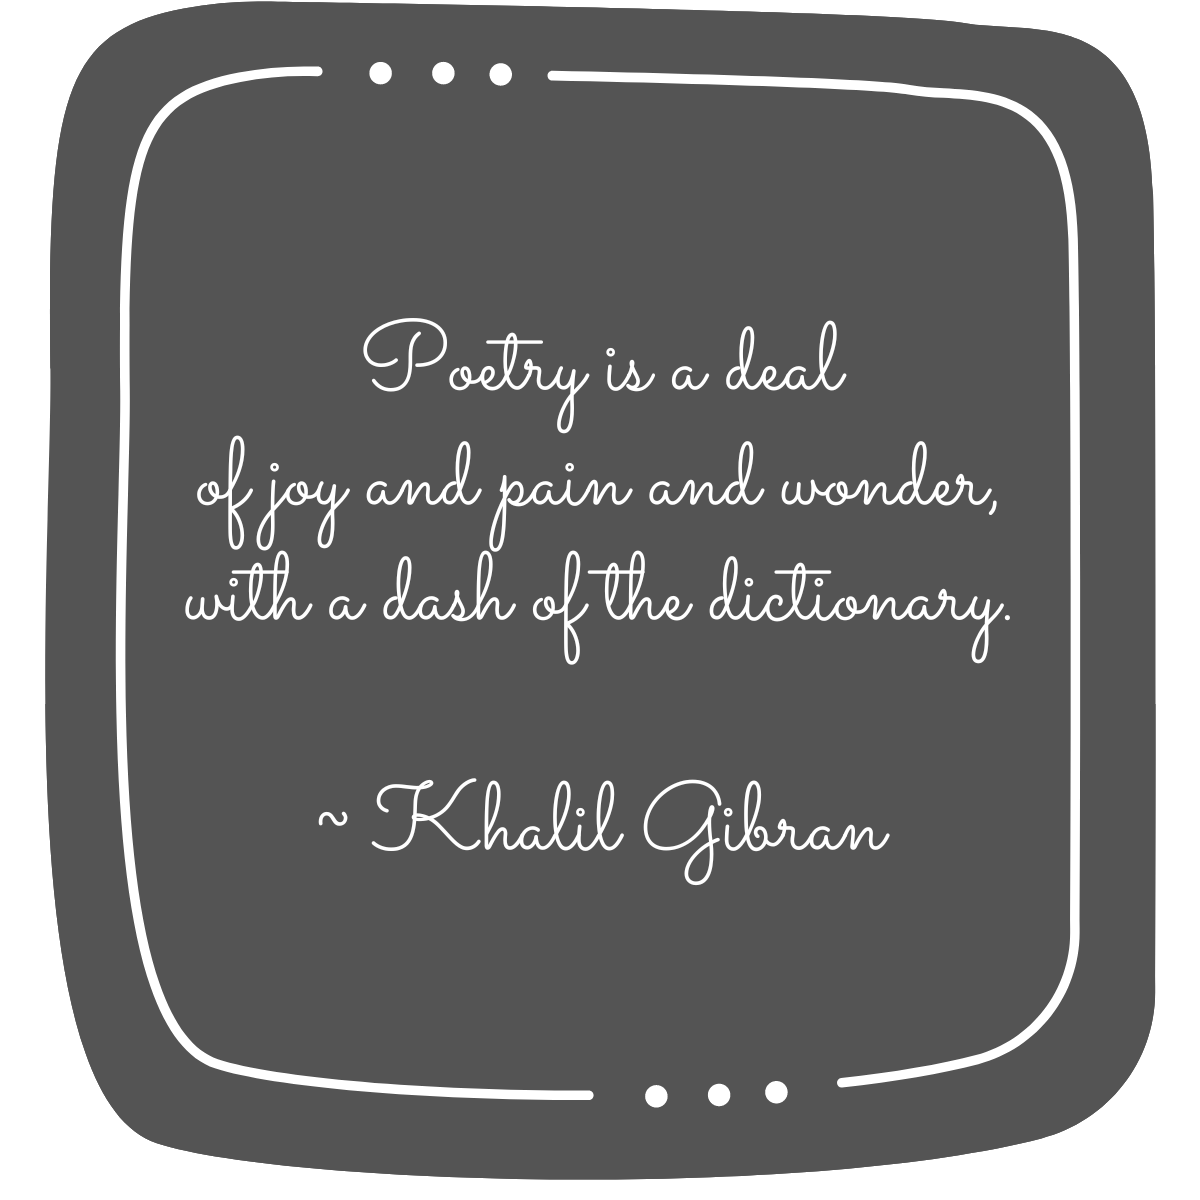 Poetry is a deal
of joy and pain and wonder,
with a dash of the dictionary.
~ Khalil Gibran